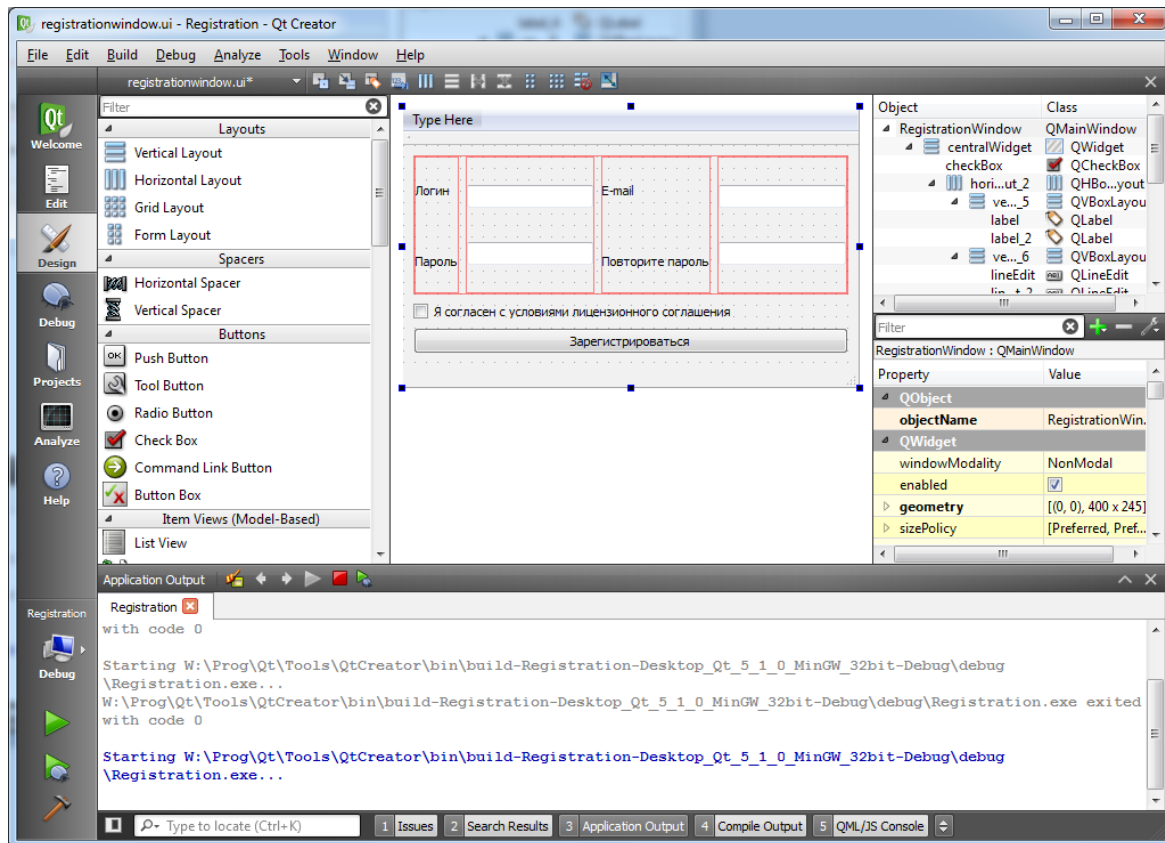 registrationwindow.ui - Registration - Qt Creator
File Edit Build Debug Analyze Tools Window Help
registrationwindow.ui*
Welcome
Edit
Design
Debug
Projects
Analyze
Help
Registration
Debug
Filter
Layouts
Vertical Layout
Horizontal Layout
Grid Layout
Form Layout
Spacers
Horizontal Spacer
Vertical Spacer
Buttons
OK Push Button
Tool Button
Radio Button
Check Box
Command Link Button
Button Box
Item Views (Model-Based)
List View
Type Here
Логин E-mail
Пароль Повторите пароль
Я согласен с условиями лицензионного соглашения
Зарегистрироваться
Object Class
RegistrationWindow QMainWindow
centralWidget QWidget
checkBox QCheckBox
hori...ut_2 QHBo...yout
ve..._5 QVBoxLayou
label QLabel
label_2 QLabel
ve..._6 QVBoxLayou
lineEdit QLineEdit
lin...t_2 QLineEdit
Filter
RegistrationWindow : QMainWindow
Property Value
QObject
objectName RegistrationWin.
QWidget
windowModality NonModal
enabled
geometry [(0, 0), 400 x 245]
sizePolicy [Preferred, Pref...
Application Output
Registration
with code 0
Starting W:\Prog\Qt\Tools\QtCreator\bin\build-Registration-Desktop_Qt_5_1_0_MinGW_32bit-Debug\debug
\Registration.exe...
W:\Prog\Qt\Tools\QtCreator\bin\build-Registration-Desktop_Qt_5_1_0_MinGW_32bit-Debug\debug\Registration.exe exited
with code 0
Starting W:\Prog\Qt\Tools\QtCreator\bin\build-Registration-Desktop_Qt_5_1_0_MinGW_32bit-Debug\debug
\Registration.exe...
Type to locate (Ctrl+K)
1 Issues 2 Search Results 3 Application Output 4 Compile Output 5 QML/JS Console